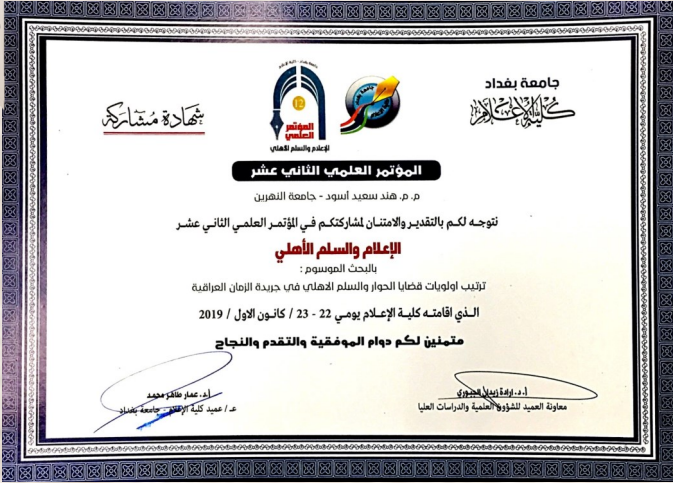 جامعة بغداد
كلية الإعلام
شهادة مشاركة
12
المؤتمر
العلمي
للإعلام والسلم الأهلي
المؤتمر العلمي الثاني عشر
م. م. هند سعيد أسود - جامعة النهرين
نتوجه لكم بالتقدير والامتنان لمشاركتكم في المؤتمر العلمي الثاني عشر
الإعلام والسلم الأهلي
بالبحث الموسوم :
ترتيب اولويات قضايا الحوار والسلم الاهلي في جريدة الزمان العراقية
الذي اقامته كلية الإعلام يومي 22 - 23 / كانون الاول / 2019
متمنين لكم دوام الموفقية والتقدم والنجاح
أ.د. ارادة زيدان الجبوري
معاونة العميد للشؤون العلمية والدراسات العليا
أ.د. عمار طاهر محمد
عـ / عميد كلية الإعلام - جامعة بغداد